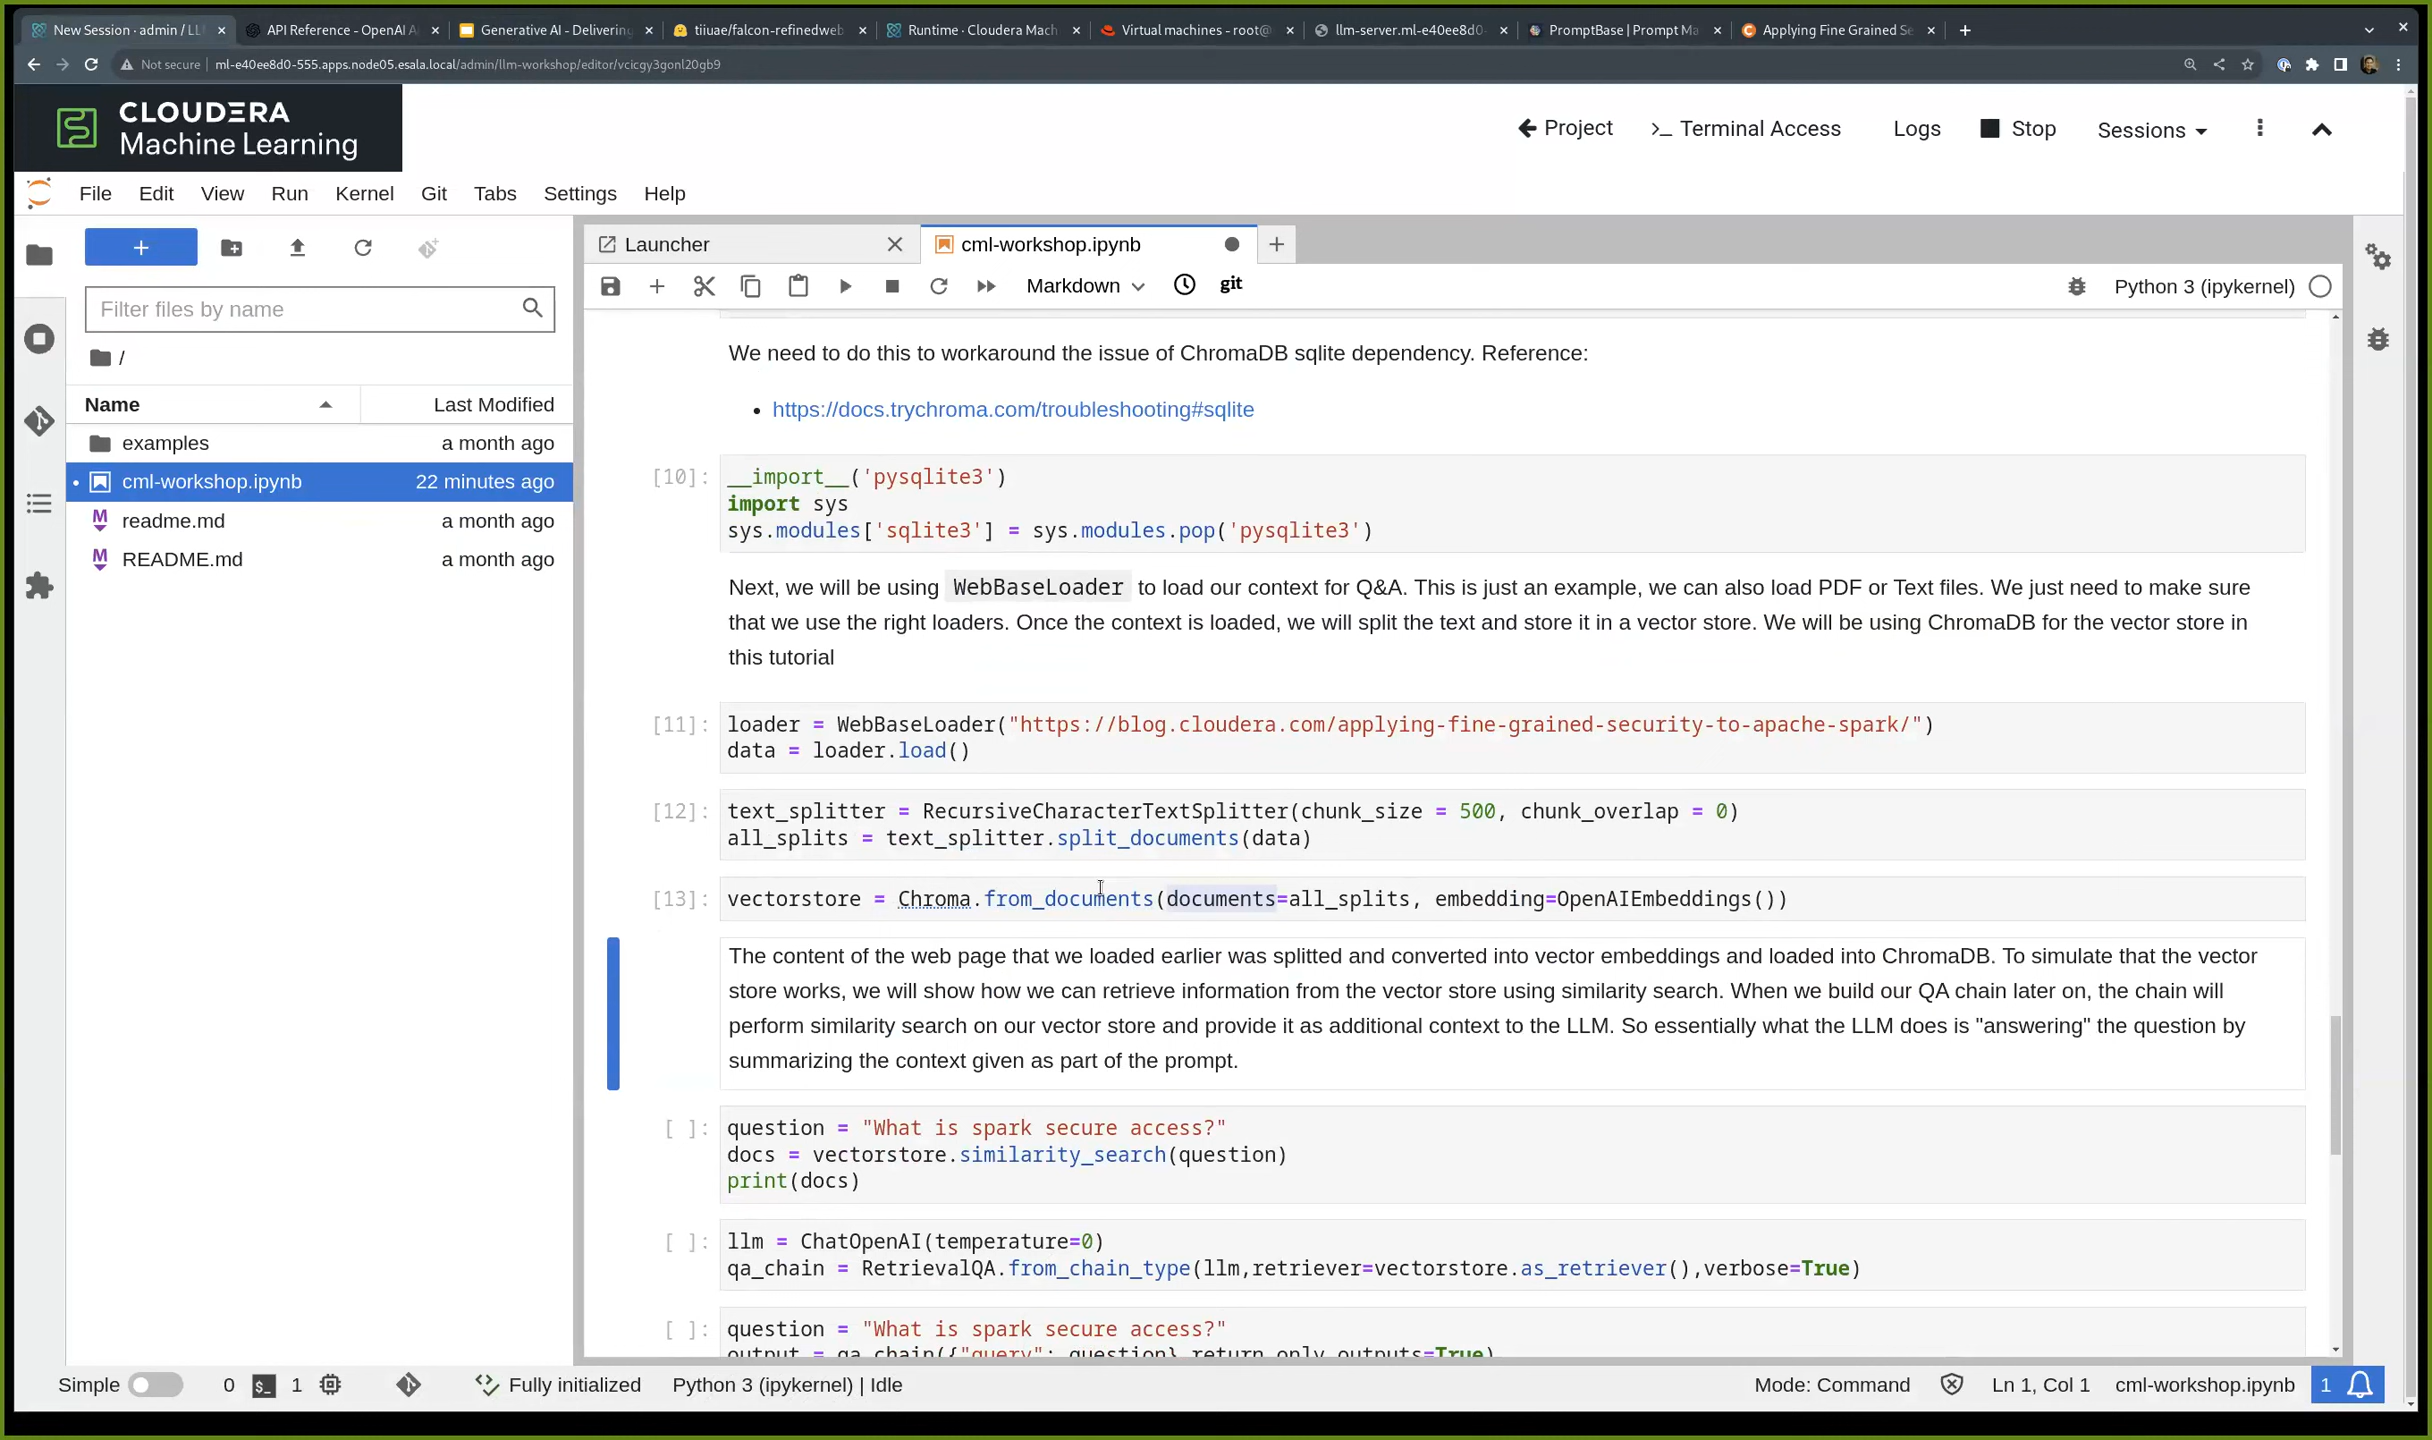 New Session · admin / LL
API Reference - OpenAI A
Generative AI - Delivering
tiiuae/falcon-refinedweb
Runtime · Cloudera Mach
Virtual machines - root@
llm-server.ml-e40ee8d0-
PromptBase | Prompt Ma
Applying Fine Grained Se
Not secure ml-e40ee8d0-555.apps.node05.esala.local/admin/llm-workshop/editor/vcicgy3gonl20gb9
CLOUDERA
Machine Learning
Project >_ Terminal Access Logs Stop Sessions
File Edit View Run Kernel Git Tabs Settings Help
Launcher
cml-workshop.ipynb
Markdown git Python 3 (ipykernel)
Filter files by name
/
Name Last Modified
examples a month ago
cml-workshop.ipynb 22 minutes ago
readme.md a month ago
README.md a month ago
We need to do this to workaround the issue of ChromaDB sqlite dependency. Reference:
• https://docs.trychroma.com/troubleshooting#sqlite
[10]: __import__('pysqlite3')
import sys
sys.modules['sqlite3'] = sys.modules.pop('pysqlite3')
Next, we will be using WebBaseLoader to load our context for Q&A. This is just an example, we can also load PDF or Text files. We just need to make sure
that we use the right loaders. Once the context is loaded, we will split the text and store it in a vector store. We will be using ChromaDB for the vector store in
this tutorial
[11]: loader = WebBaseLoader("https://blog.cloudera.com/applying-fine-grained-security-to-apache-spark/")
data = loader.load()
[12]: text_splitter = RecursiveCharacterTextSplitter(chunk_size = 500, chunk_overlap = 0)
all_splits = text_splitter.split_documents(data)
[13]: vectorstore = Chroma.from_documents(documents=all_splits, embedding=OpenAIEmbeddings())
The content of the web page that we loaded earlier was splitted and converted into vector embeddings and loaded into ChromaDB. To simulate that the vector
store works, we will show how we can retrieve information from the vector store using similarity search. When we build our QA chain later on, the chain will
perform similarity search on our vector store and provide it as additional context to the LLM. So essentially what the LLM does is "answering" the question by
summarizing the context given as part of the prompt.
[ ]: question = "What is spark secure access?"
docs = vectorstore.similarity_search(question)
print(docs)
[ ]: llm = ChatOpenAI(temperature=0)
qa_chain = RetrievalQA.from_chain_type(llm,retriever=vectorstore.as_retriever(),verbose=True)
[ ]: question = "What is spark secure access?"
output = qa_chain({"query": question},return_only_outputs=True)
Simple 0 1 Fully initialized Python 3 (ipykernel) | Idle Mode: Command Ln 1, Col 1 cml-workshop.ipynb 1